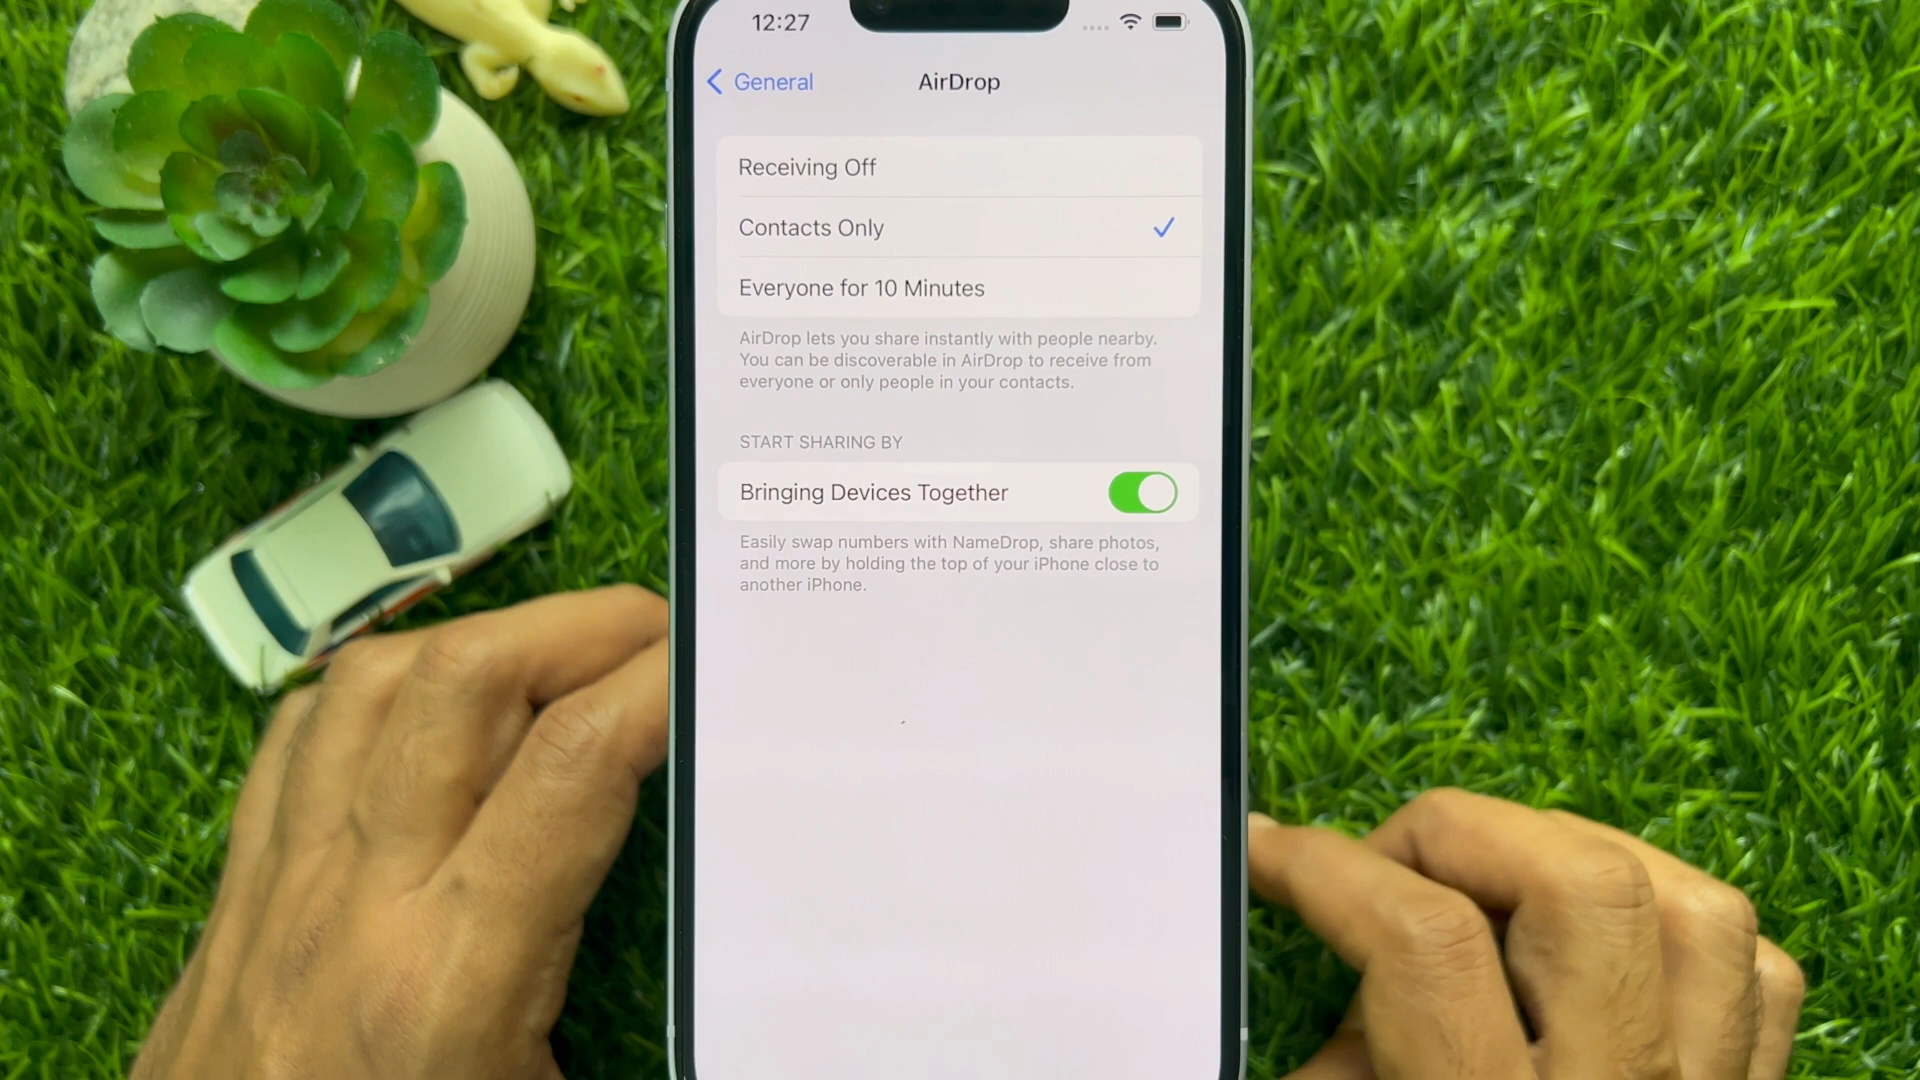 12:27
General
AirDrop
Receiving Off
Contacts Only
Everyone for 10 Minutes
AirDrop lets you share instantly with people nearby.
You can be discoverable in AirDrop to receive from
everyone or only people in your contacts.
START SHARING BY
Bringing Devices Together
Easily swap numbers with NameDrop, share photos,
and more by holding the top of your iPhone close to
another iPhone.